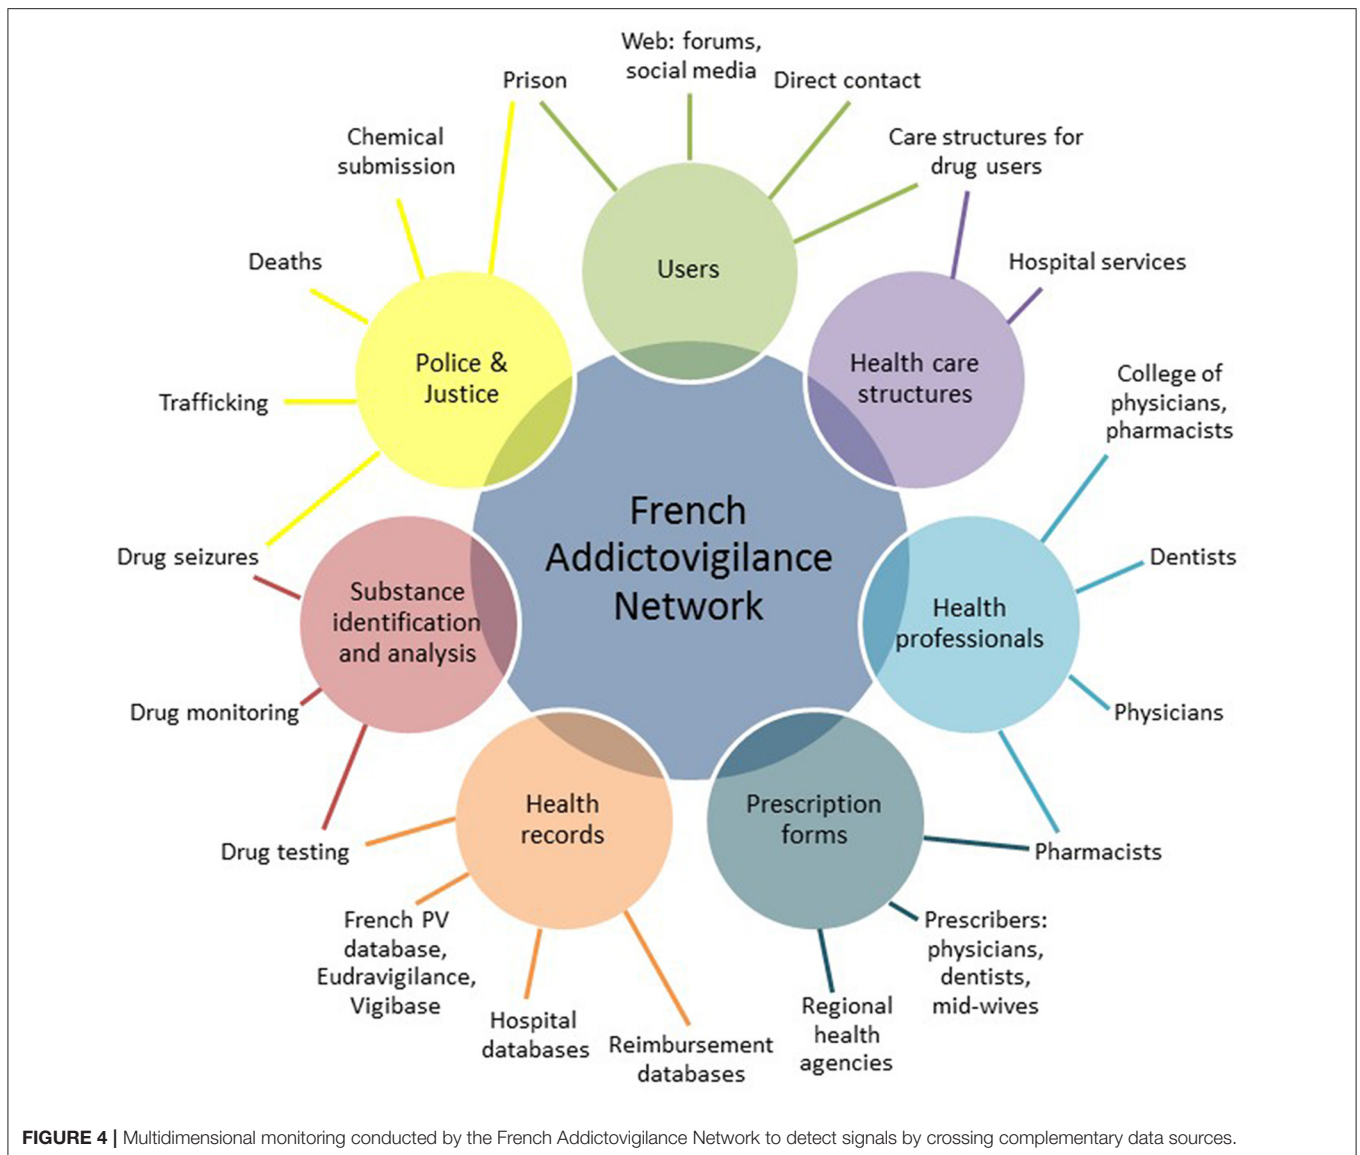 Web: forums,
social media
Prison
Direct contact
Chemical
submission
Care structures for
drug users
Deaths
Users
Hospital services
Police &
Justice
Health care
structures
College of
physicians,
pharmacists
Trafficking
French
Addictovigilance
Network
Drug seizures
Dentists
Substance
identification
and analysis
Health
professionals
Drug monitoring
Physicians
Health
records
Prescription
forms
Drug testing
Pharmacists
French PV
database,
Eudravigilance,
Vigibase
Prescribers:
physicians,
dentists,
mid-wives
Hospital
databases
Reimbursement
databases
Regional
health
agencies
FIGURE 4 | Multidimensional monitoring conducted by the French Addictovigilance Network to detect signals by crossing complementary data sources.